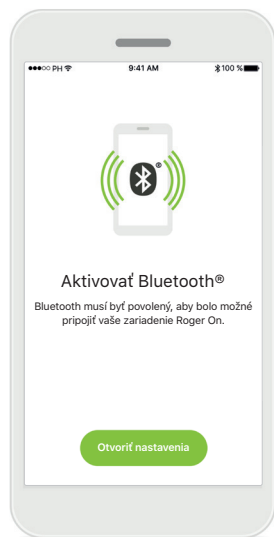 ●●●○○ PH 9:41 AM 100 %
Aktivovať Bluetooth®
Bluetooth musí byť povolený, aby bolo možné
pripojiť vaše zariadenie Roger On.
Otvoriť nastavenia